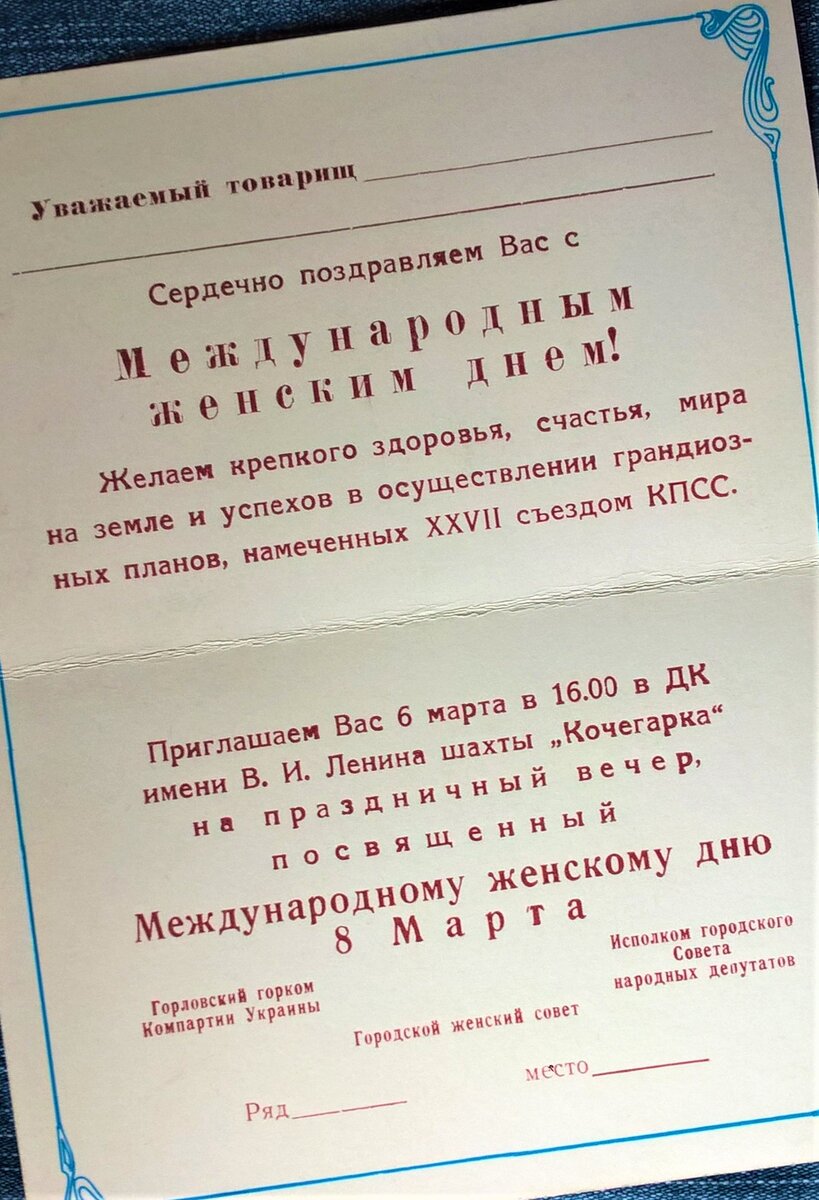 Уважаемый товарищ
Сердечно поздравляем Вас с
Международным
женским днем!
Желаем крепкого здоровья, счастья, мира
на земле и успехов в осуществлении грандиоз-
ных планов, намеченных XXVII съездом КПСС.
Приглашаем Вас 6 марта в 16.00 в ДК
имени В. И. Ленина шахты „Кочегарка“
на праздничный вечер,
посвященный
Международному женскому дню
8 Марта
Горловский горком
Компартии Украины
Городской женский совет
Исполком городского
Совета
народных депутатов
Ряд
место